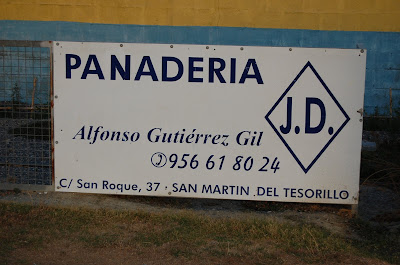 PANADERIA
J.D.
Alfonso Gutiérrez Gil
✆956 61 80 24
C/ San Roque, 37 · SAN MARTIN DEL TESORILLO